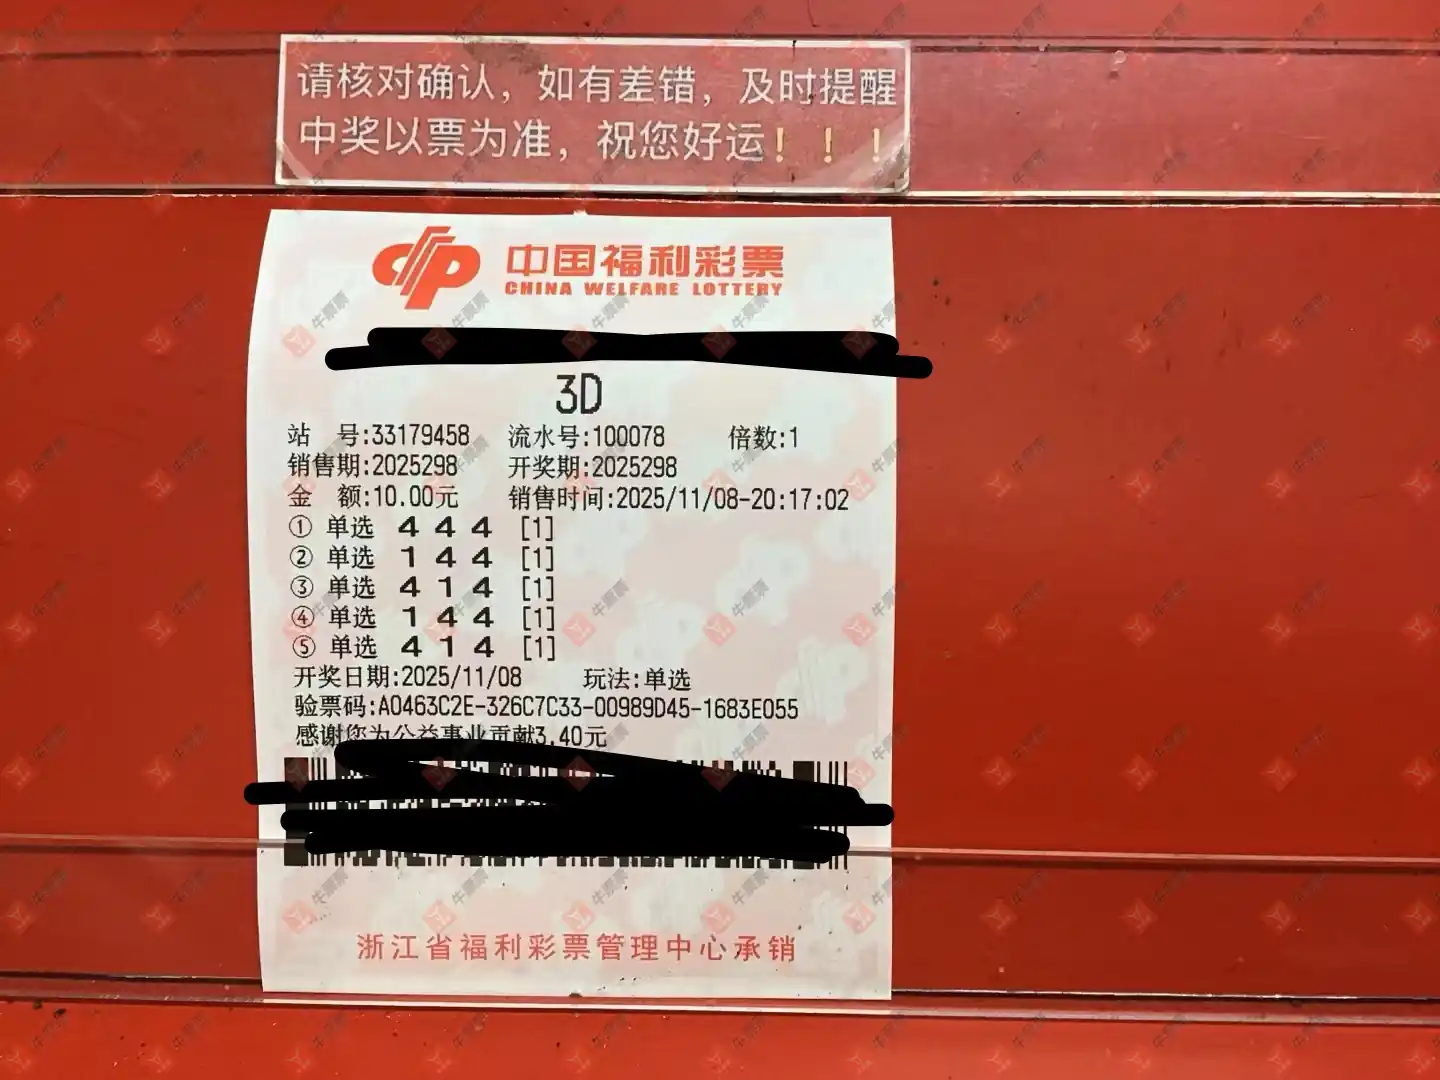 请核对确认，如有差错，及时提醒
中奖以票为准，祝您好运！！！
中国福利彩票
CHINA WELFARE LOTTERY
3D
站 号:33179458 流水号:100078 倍数:1
销售期:2025298 开奖期:2025298
金 额:10.00元 销售时间:2025/11/08-20:17:02
① 单选 4 4 4 [1]
② 单选 1 4 4 [1]
③ 单选 4 1 4 [1]
④ 单选 1 4 4 [1]
⑤ 单选 4 1 4 [1]
开奖日期:2025/11/08 玩法:单选
验票码:A0463C2E-326C7C33-00989D45-1683E055
感谢您为公益事业贡献3.40元
浙江省福利彩票管理中心承销
牛票票